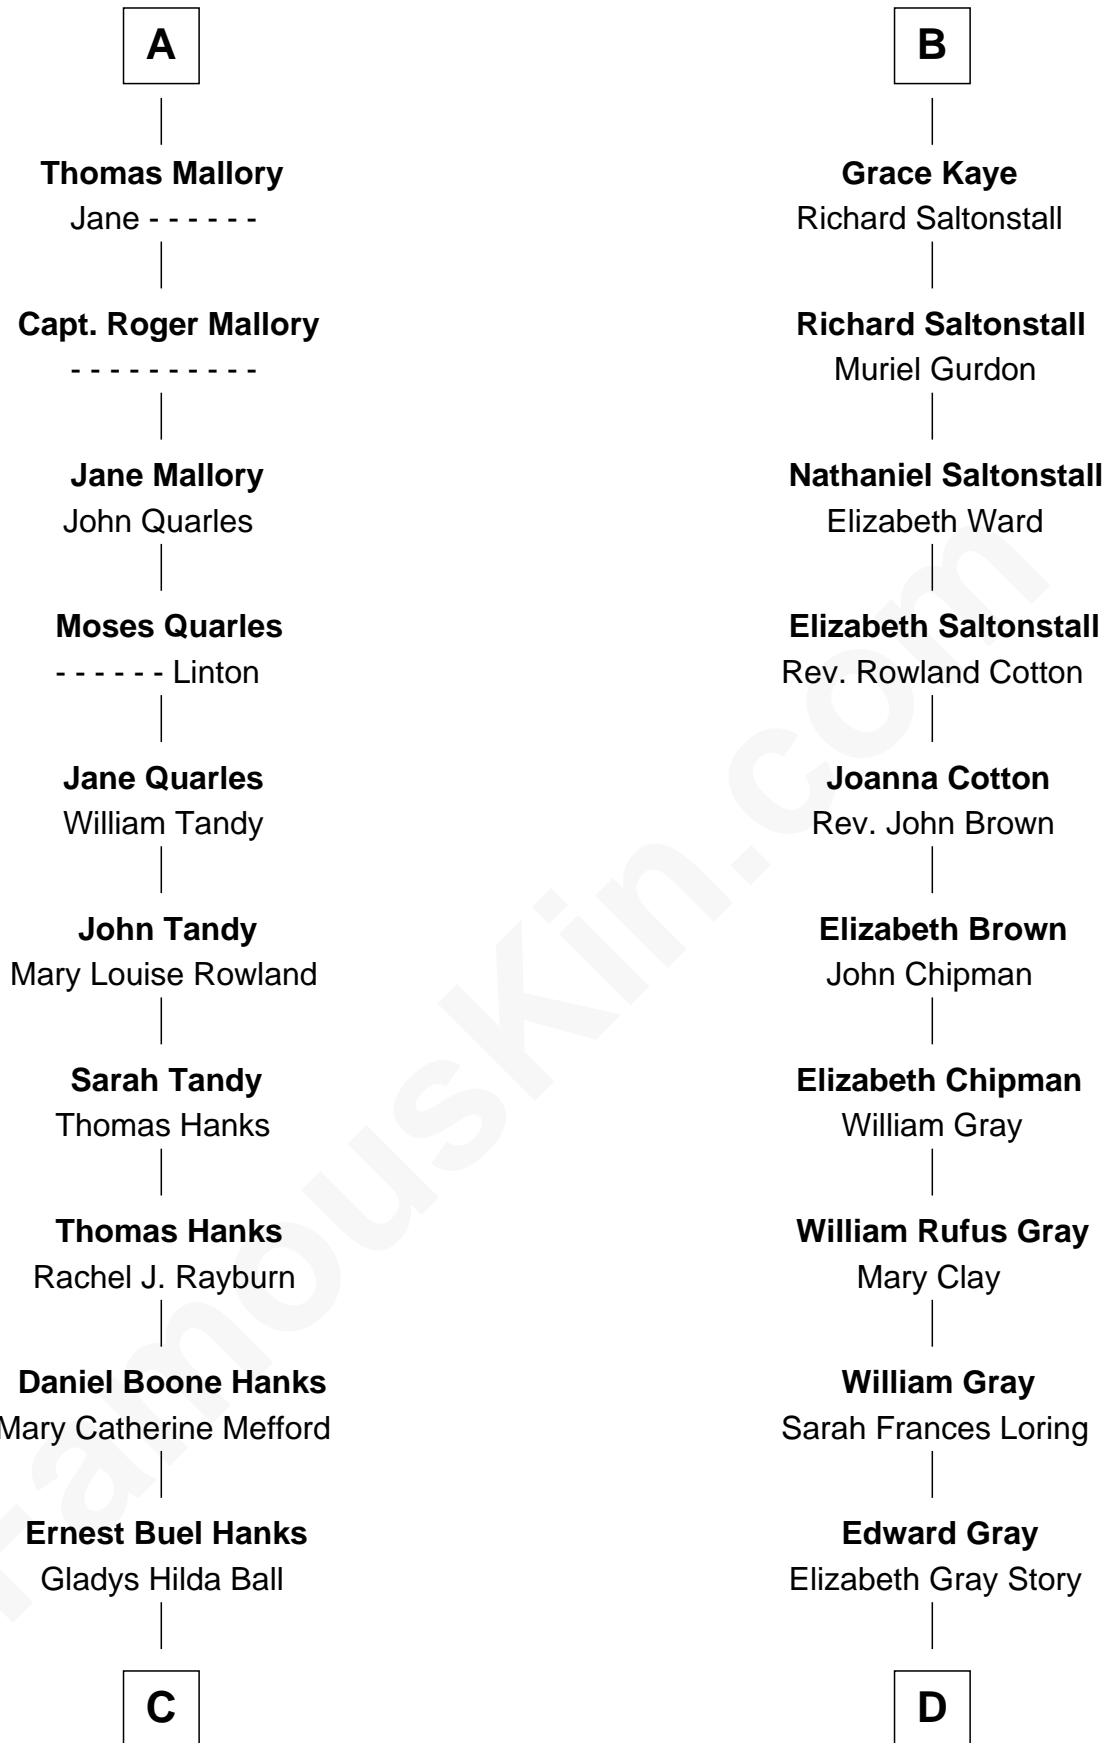 A
Thomas Mallory
Jane - - - - - -
Capt. Roger Mallory
- - - - - - - - - -
Jane Mallory
John Quarles
Moses Quarles
- - - - - - Linton
Jane Quarles
William Tandy
John Tandy
Mary Louise Rowland
Sarah Tandy
Thomas Hanks
Thomas Hanks
Rachel J. Rayburn
Daniel Boone Hanks
Mary Catherine Mefford
Ernest Buel Hanks
Gladys Hilda Ball
C
B
Grace Kaye
Richard Saltonstall
Richard Saltonstall
Muriel Gurdon
Nathaniel Saltonstall
Elizabeth Ward
Elizabeth Saltonstall
Rev. Rowland Cotton
Joanna Cotton
Rev. John Brown
Elizabeth Brown
John Chipman
Elizabeth Chipman
William Gray
William Rufus Gray
Mary Clay
William Gray
Sarah Frances Loring
Edward Gray
Elizabeth Gray Story
D
FamousKin.com